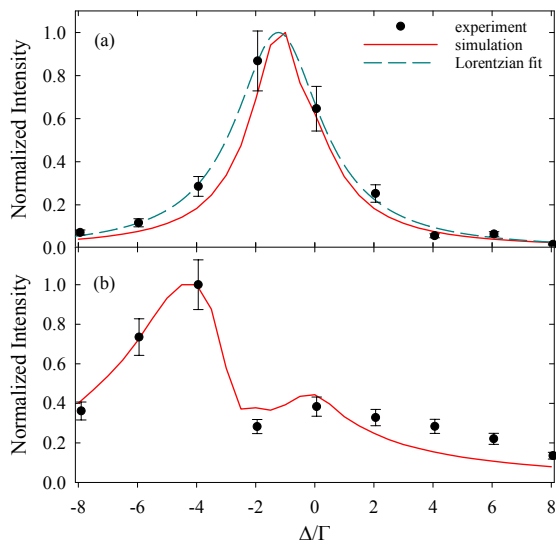 (a)
experiment
simulation
Lorentzian fit
Normalized Intensity
1.0
0.8
0.6
0.4
0.2
0.0
(b)
Normalized Intensity
1.0
0.8
0.6
0.4
0.2
0.0
-8 -6 -4 -2 0 2 4 6 8
Δ/Γ